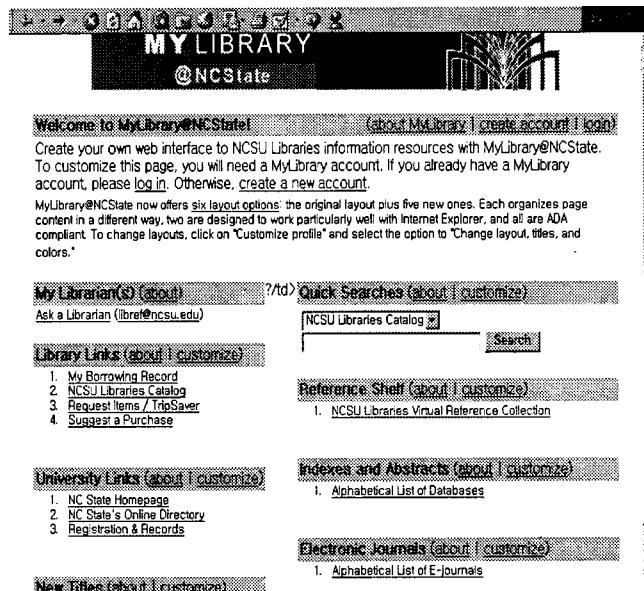 MY LIBRARY
@NCState
Welcome to MyLibrary@NCState! (about MyLibrary | create account | login)
Create your own web interface to NCSU Libraries information resources with MyLibrary@NCState.
To customize this page, you will need a MyLibrary account. If you already have a MyLibrary
account, please log in. Otherwise, create a new account.
MyLibrary@NCState now offers six layout options: the original layout plus five new ones. Each organizes page
content in a different way, two are designed to work particularly well with Internet Explorer, and all are ADA
compliant. To change layouts, click on "Customize profile" and select the option to "Change layout, titles, and
colors."
My Librarian(s) (about)
Ask a Librarian (libref@ncsu.edu)
Library Links (about | customize)
1. My Borrowing Record
2. NCSU Libraries Catalog
3. Request Items / TripSaver
4. Suggest a Purchase
University Links (about | customize)
1. NC State Homepage
2. NC State's Online Directory
3. Registration & Records
New Titles (about | customize)
?/td>
Quick Searches (about | customize)
NCSU Libraries Catalog
Search
Reference Shelf (about | customize)
1. NCSU Libraries Virtual Reference Collection
Indexes and Abstracts (about | customize)
1. Alphabetical List of Databases
Electronic Journals (about | customize)
1. Alphabetical List of E-journals